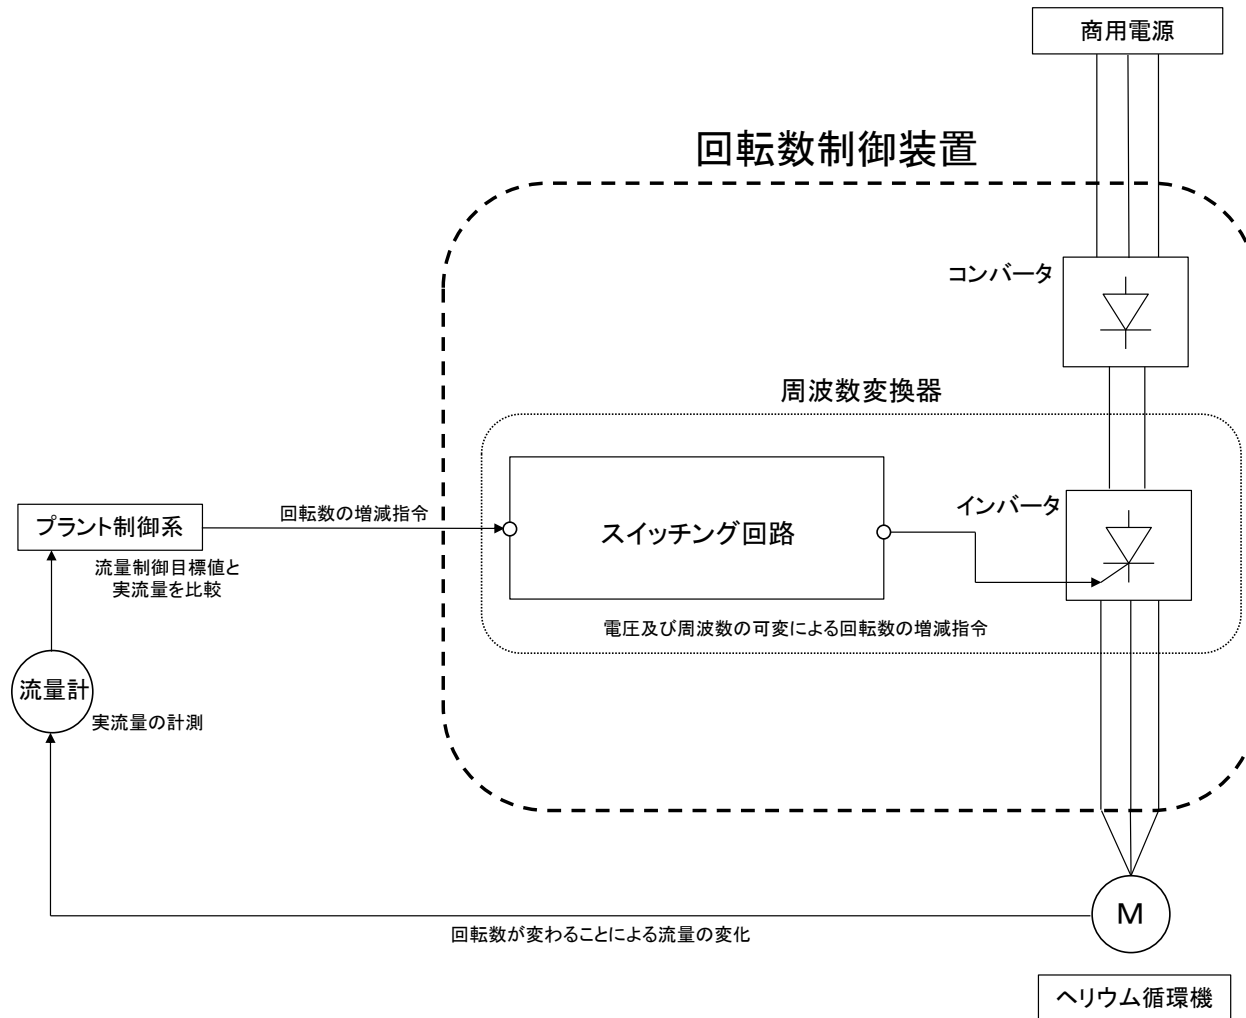 商用電源
回転数制御装置
コンバータ
周波数変換器
インバータ
スイッチング回路
プラント制御系
回転数の増減指令
流量制御目標値と
実流量を比較
電圧及び周波数の可変による回転数の増減指令
流量計
実流量の計測
M
回転数が変わることによる流量の変化
ヘリウム循環機